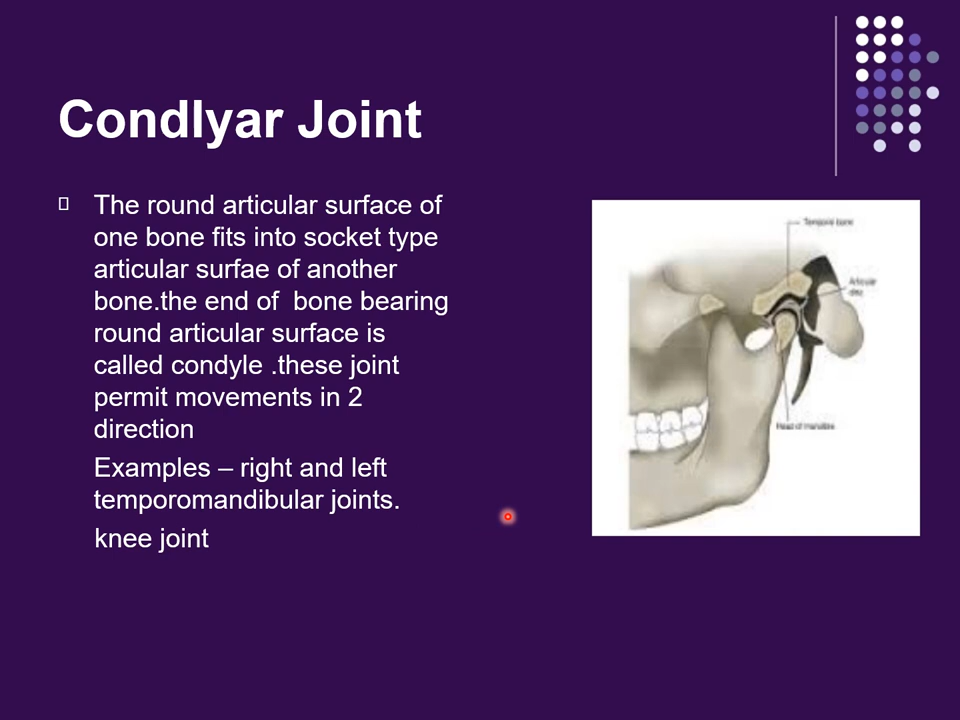 Condlyar Joint
The round articular surface of
one bone fits into socket type
articular surfae of another
bone.the end of  bone bearing
round articular surface is
called condyle .these joint
permit movements in 2
direction
Examples – right and left
temporomandibular joints.
knee joint
Temporal bone
Articular
disc
Head of mandible